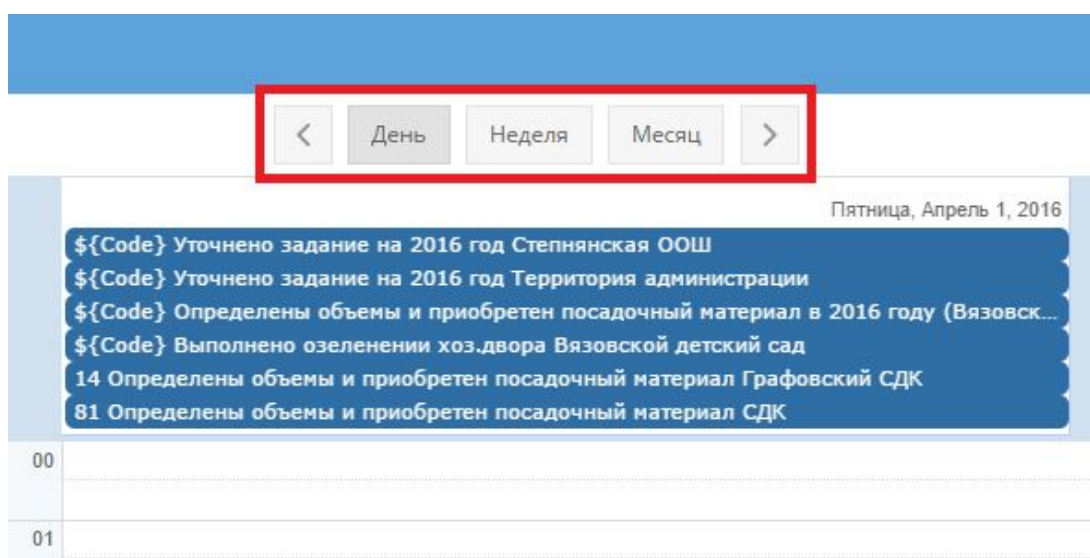 День Неделя Месяц
Пятница, Апрель 1, 2016
${Code} Уточнено задание на 2016 год Степнянская ООШ
${Code} Уточнено задание на 2016 год Территория администрации
${Code} Определены объемы и приобретен посадочный материал в 2016 году (Вязовск...
${Code} Выполнено озеленении хоз.двора Вязовской детский сад
14 Определены объемы и приобретен посадочный материал Графовский СДК
81 Определены объемы и приобретен посадочный материал СДК
00
01